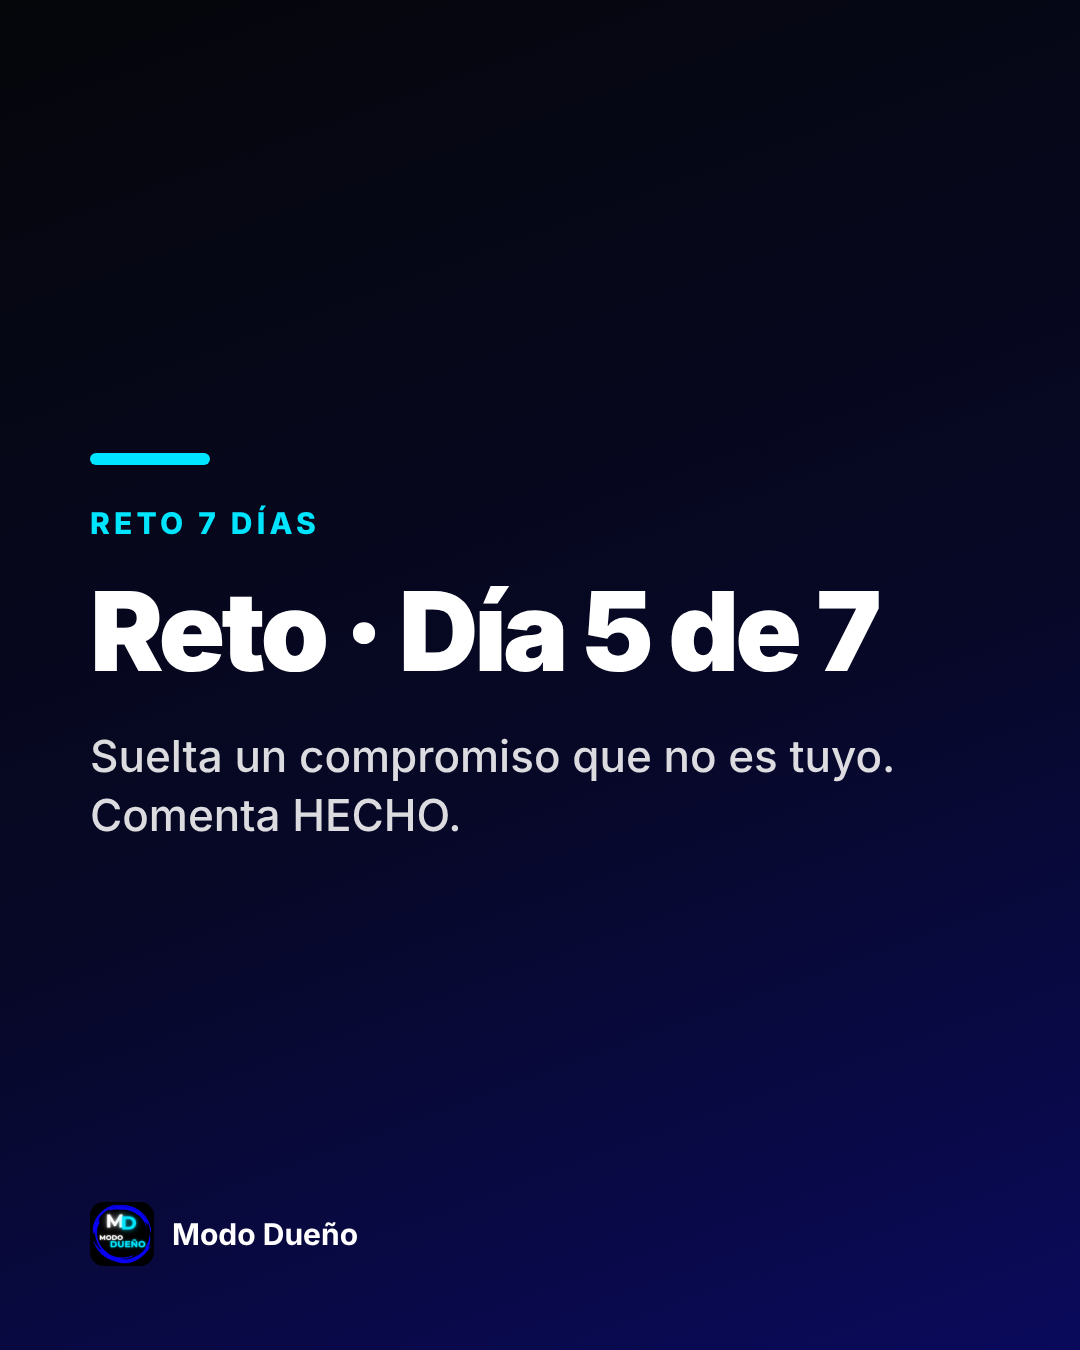 RETO 7 DÍAS
Reto · Día 5 de 7
Suelta un compromiso que no es tuyo.
Comenta HECHO.
MD
MODO
DUEÑO
Modo Dueño